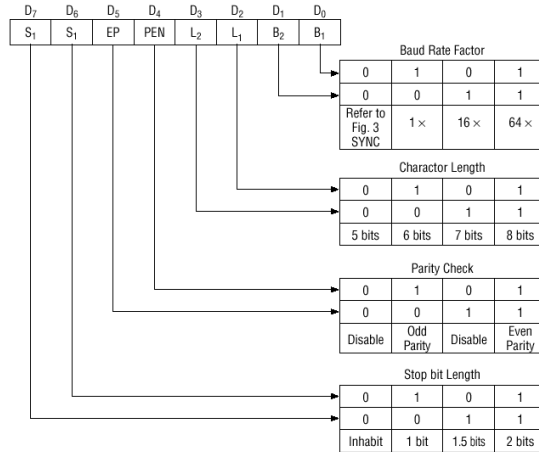 D7 D6 D5 D4 D3 D2 D1 D0
S1 S1 EP PEN L2 L1 B2 B1
Baud Rate Factor
0 1 0 1
0 0 1 1
Refer to Fig. 3 SYNC 1 × 16 × 64 ×
Charactor Length
0 1 0 1
0 0 1 1
5 bits 6 bits 7 bits 8 bits
Parity Check
0 1 0 1
0 0 1 1
Disable Odd Parity Disable Even Parity
Stop bit Length
0 1 0 1
0 0 1 1
Inhabit 1 bit 1.5 bits 2 bits